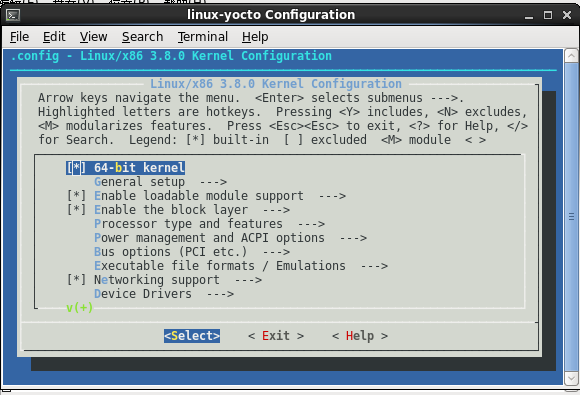 linux-yocto Configuration
File Edit View Search Terminal Help
.config - Linux/x86 3.8.0 Kernel Configuration
Linux/x86 3.8.0 Kernel Configuration
Arrow keys navigate the menu. <Enter> selects submenus --->.
Highlighted letters are hotkeys. Pressing <Y> includes, <N> excludes,
<M> modularizes features. Press <Esc><Esc> to exit, <?> for Help, </>
for Search. Legend: [*] built-in [ ] excluded <M> module < >
[*] 64-bit kernel
General setup --->
[*] Enable loadable module support --->
[*] Enable the block layer --->
Processor type and features --->
Power management and ACPI options --->
Bus options (PCI etc.) --->
Executable file formats / Emulations --->
[*] Networking support --->
Device Drivers --->
v(+)
<Select> < Exit > < Help >